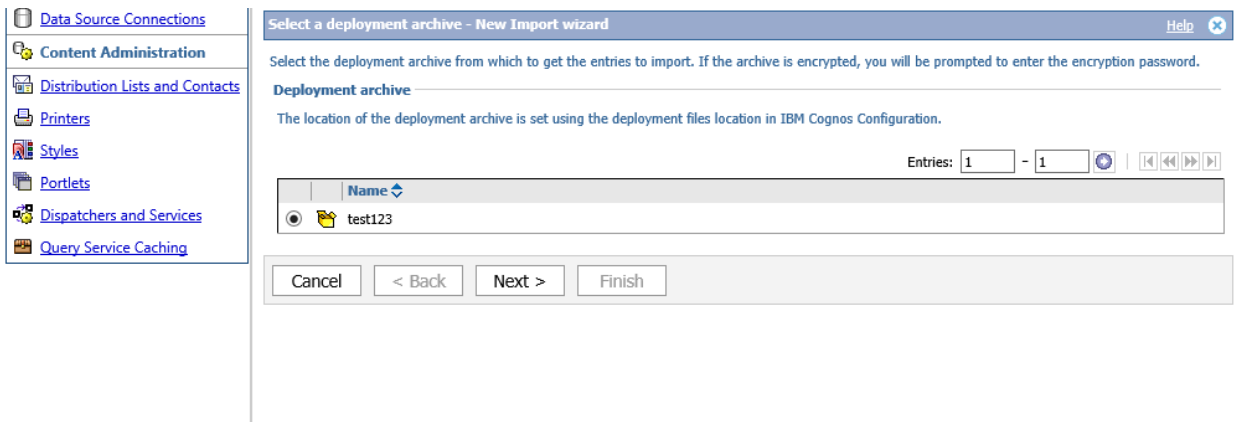 Data Source Connections
Content Administration
Distribution Lists and Contacts
Printers
Styles
Portlets
Dispatchers and Services
Query Service Caching
Select a deployment archive - New Import wizard
Help
Select the deployment archive from which to get the entries to import. If the archive is encrypted, you will be prompted to enter the encryption password.
Deployment archive
The location of the deployment archive is set using the deployment files location in IBM Cognos Configuration.
Entries: 1 - 1
Name
test123
Cancel < Back Next > Finish